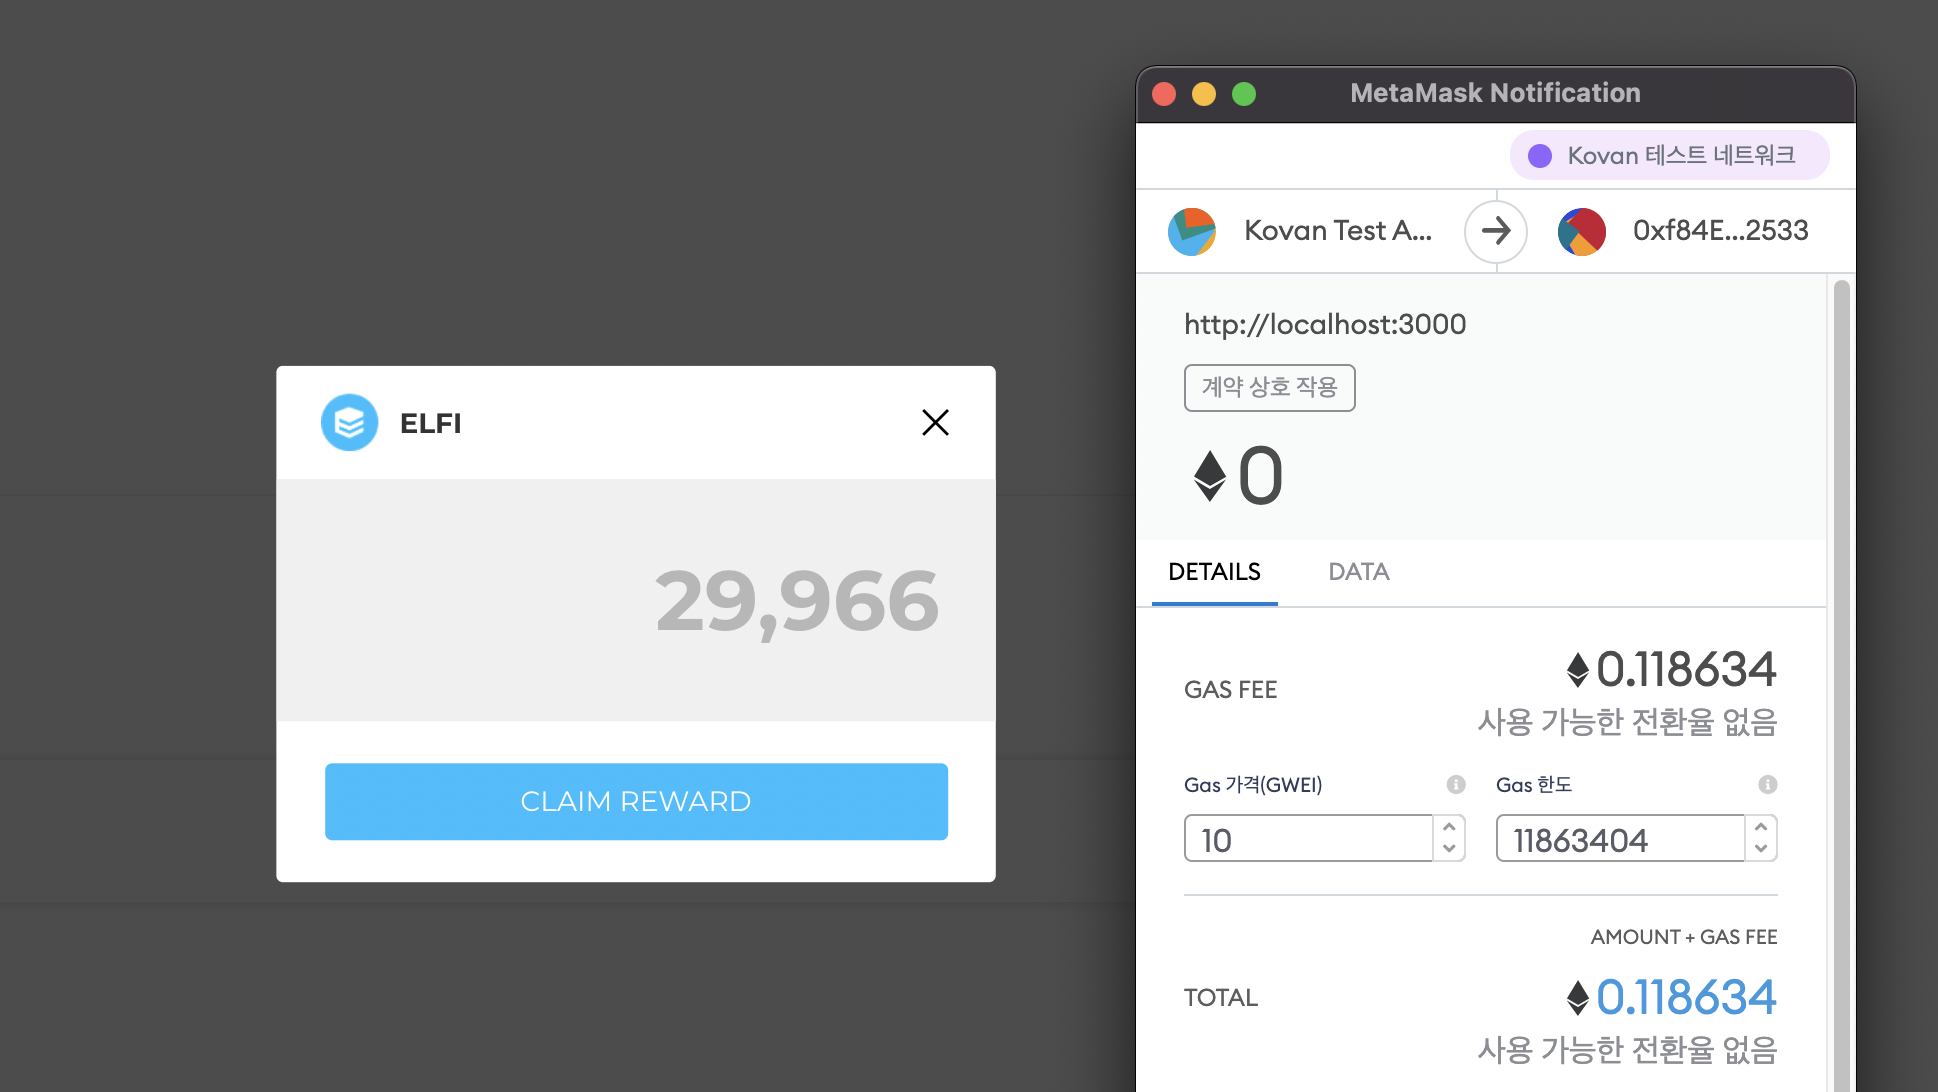 ELFI
29,966
CLAIM REWARD
MetaMask Notification
Kovan 테스트 네트워크
Kovan Test A...
0xf84E...2533
http://localhost:3000
계약 상호 작용
0
DETAILS
DATA
GAS FEE
0.118634
사용 가능한 전환율 없음
Gas 가격(GWEI)
Gas 한도
10
11863404
AMOUNT + GAS FEE
TOTAL
0.118634
사용 가능한 전환율 없음